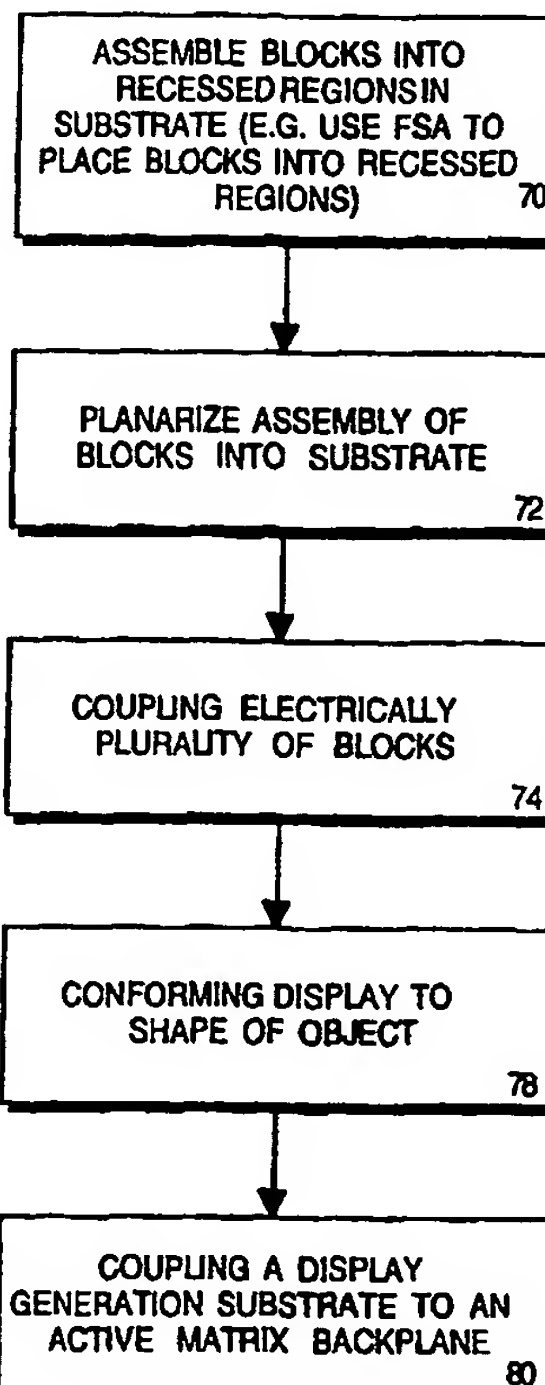 ASSEMBLE BLOCKS INTO
RECESSED REGIONS IN
SUBSTRATE (E.G. USE FSA TO
PLACE BLOCKS INTO RECESSED
REGIONS)
70
PLANARIZE ASSEMBLY OF
BLOCKS INTO SUBSTRATE
72
COUPLING ELECTRICALLY
PLURALITY OF BLOCKS
74
CONFORMING DISPLAY TO
SHAPE OF OBJECT
78
COUPLING A DISPLAY
GENERATION SUBSTRATE TO AN
ACTIVE MATRIX BACKPLANE
80